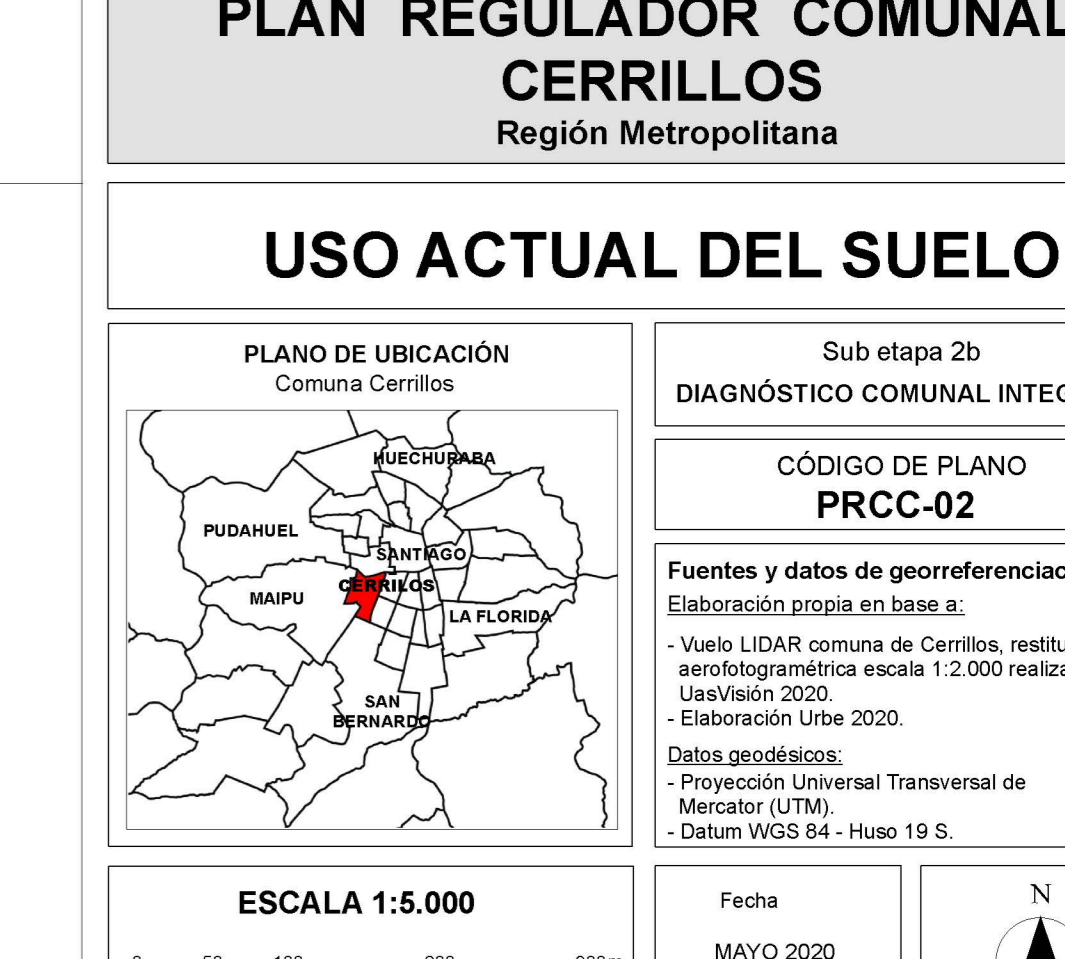 PLAN REGULADOR COMUNAL
CERRILLOS
Región Metropolitana
USO ACTUAL DEL SUELO
PLANO DE UBICACIÓN
Comuna Cerrillos
HUECHURABA
PUDAHUEL
SANTIAGO
CERRILOS
MAIPU
LA FLORIDA
SAN
BERNARDO
Sub etapa 2b
DIAGNÓSTICO COMUNAL
CÓDIGO DE PLANO
PRCC-02
Fuentes y datos de
Elaboración propia en base a:
- Vuelo LIDAR comuna de Cerrillos,
aerofotogramétrica escala 1:2.000
UasVisión 2020.
- Elaboración Urbe 2020.
Datos geodésicos:
- Proyección Universal Transversal de
Mercator (UTM).
- Datum WGS 84 - Huso 19 S.
ESCALA 1:5.000
Fecha
MAYO 2020
N